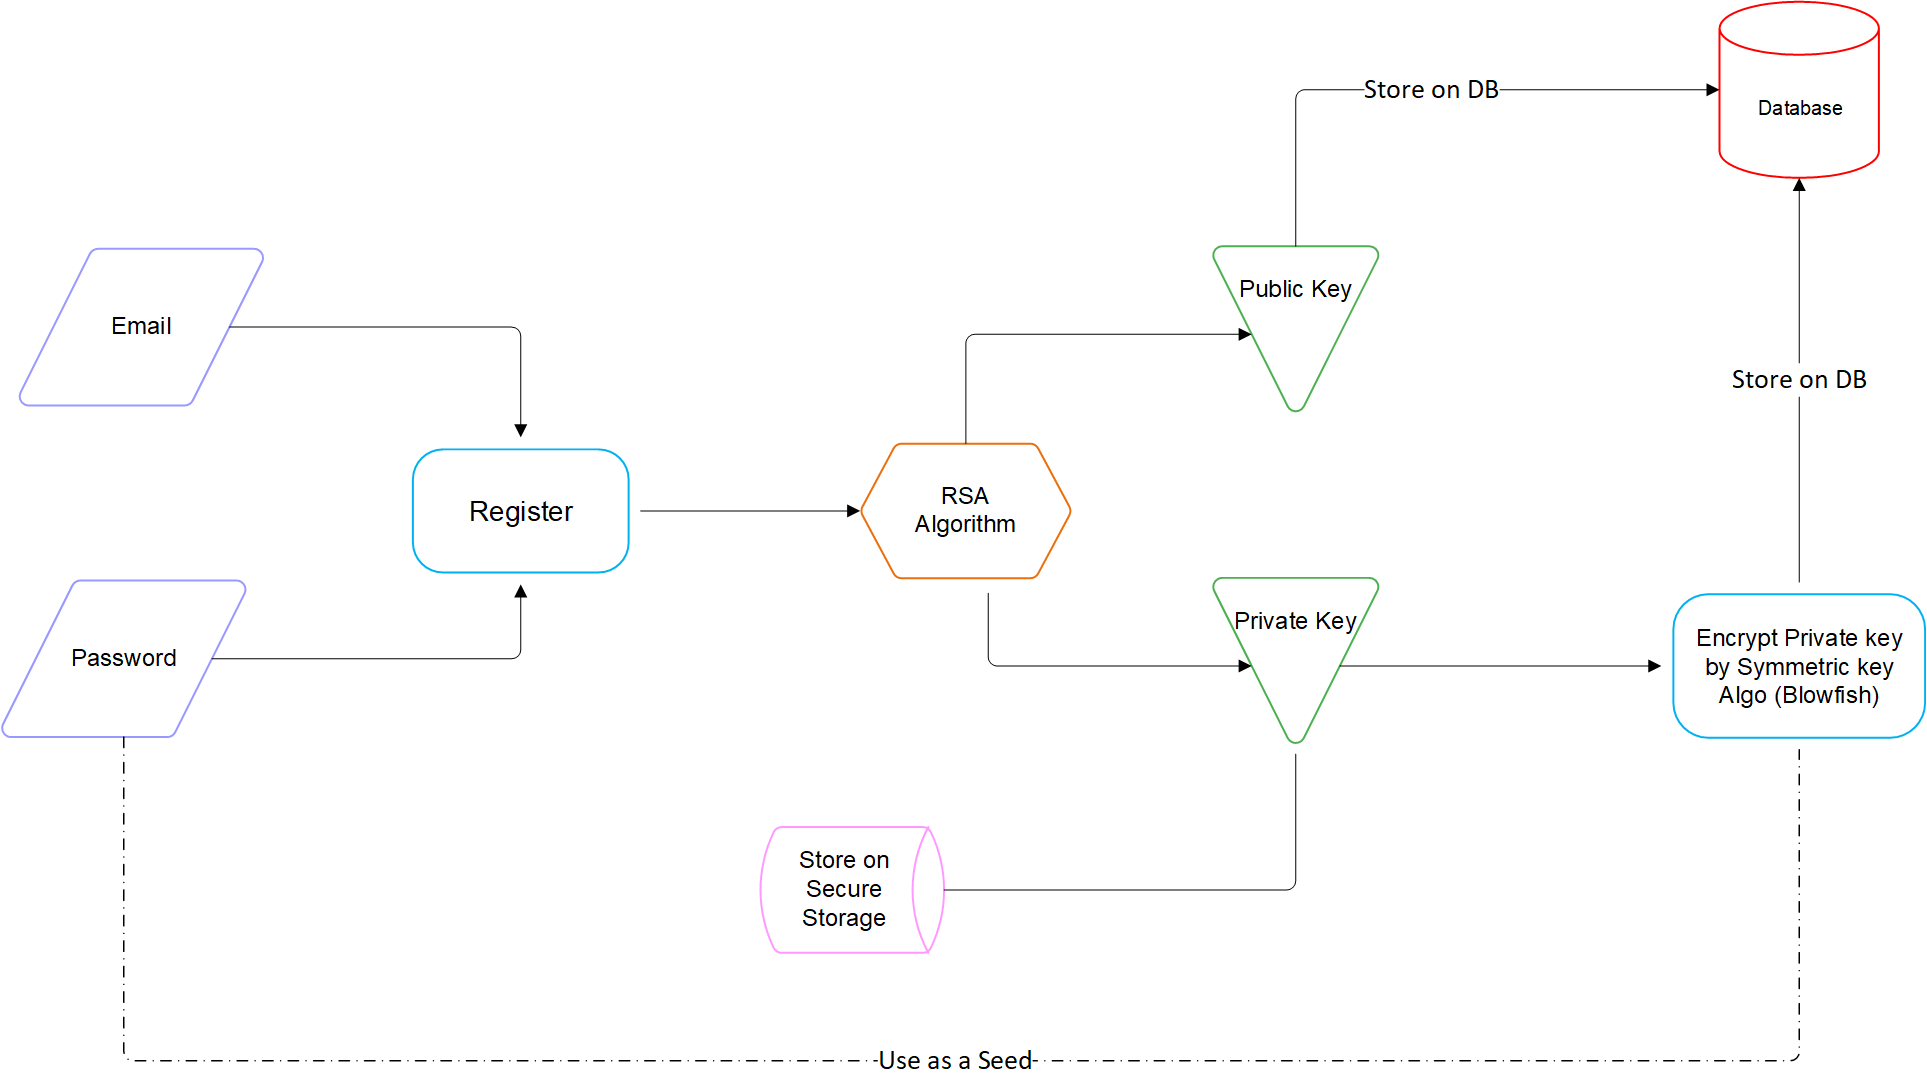 Store on DB
Database
Email
Public Key
Store on DB
Register
RSA
Algorithm
Password
Private Key
Encrypt Private key
by Symmetric key
Algo (Blowfish)
Store on
Secure
Storage
Use as a Seed